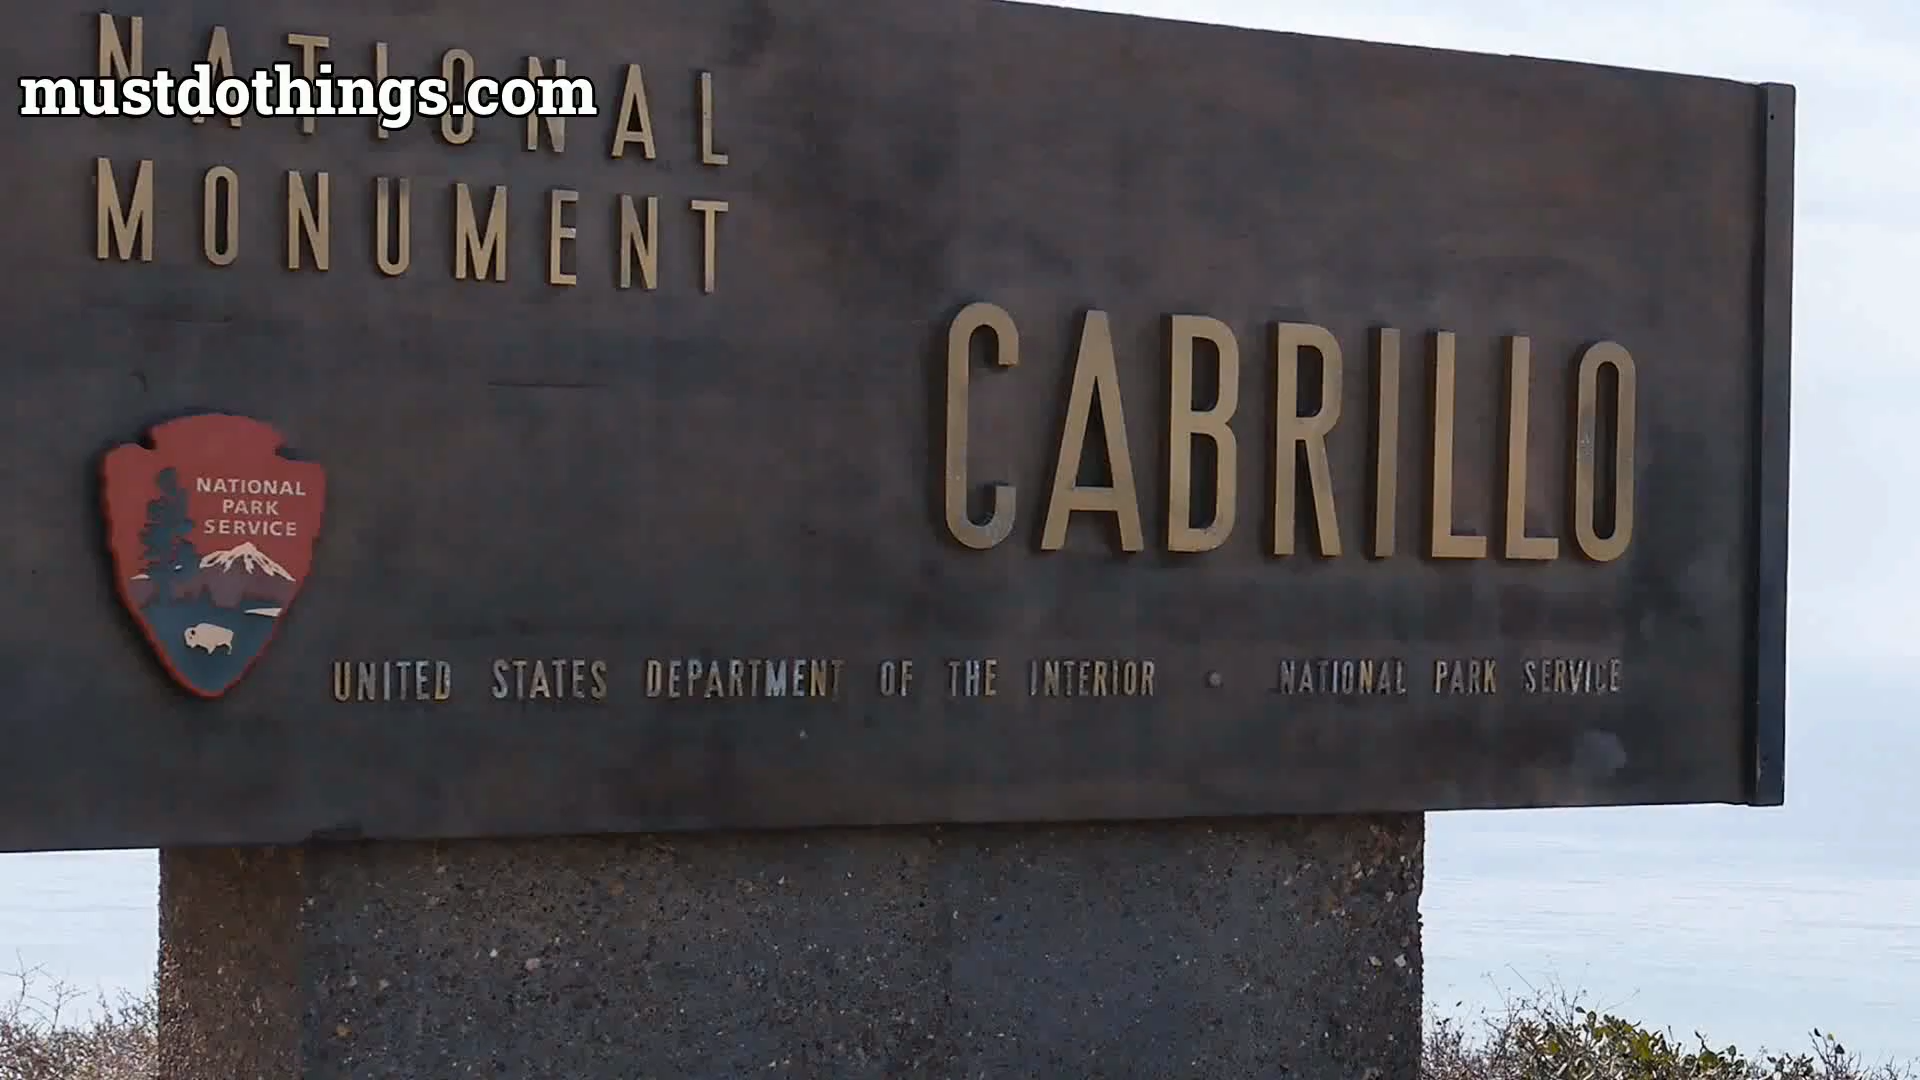 mustdothings.com
NATIONAL
MONUMENT
CABRILLO
NATIONAL
PARK
SERVICE
UNITED STATES DEPARTMENT OF THE INTERIOR • NATIONAL PARK SERVICE